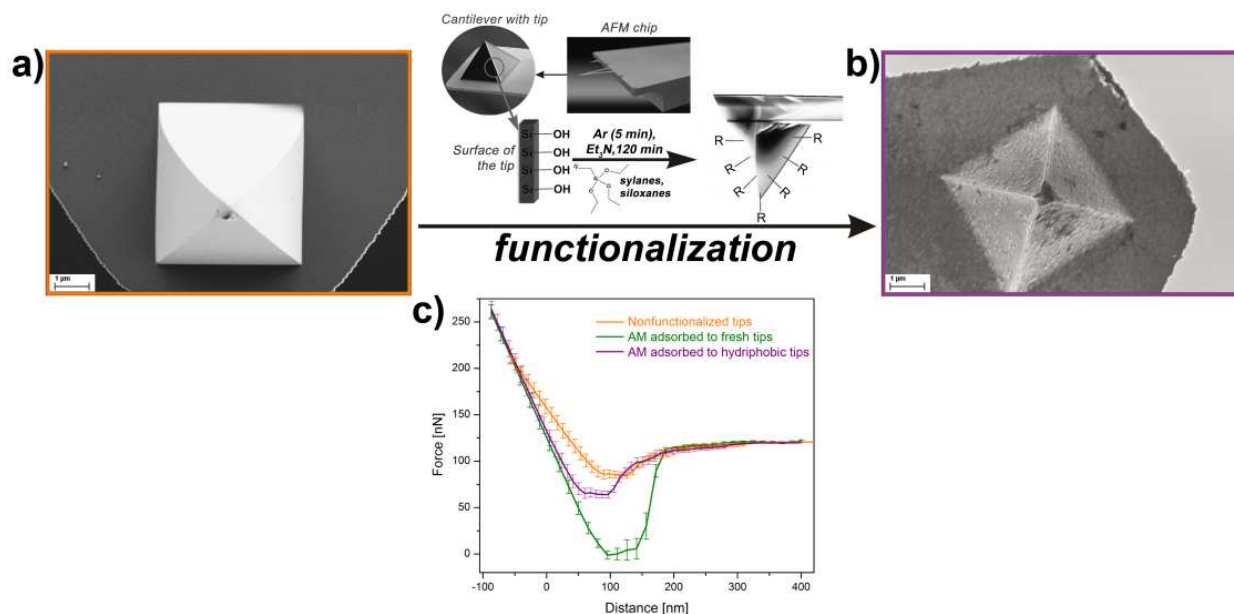 a)
1 µm
Cantilever with tip
AFM chip
Surface of
the tip
Si—OH
Si—OH
Si—OH
Si—OH
Ar (5 min),
Et₃N,120 min
O
Si
O
O
sylanes,
siloxanes
R
R
R
R
R
R
R
R
functionalization
b)
1 µm
c)
Nonfunctionalized tips
AM adsorbed to fresh tips
AM adsorbed to hydriphobic tips
Force [nN]
250
200
150
100
50
0
-100 0 100 200 300 400
Distance [nm]